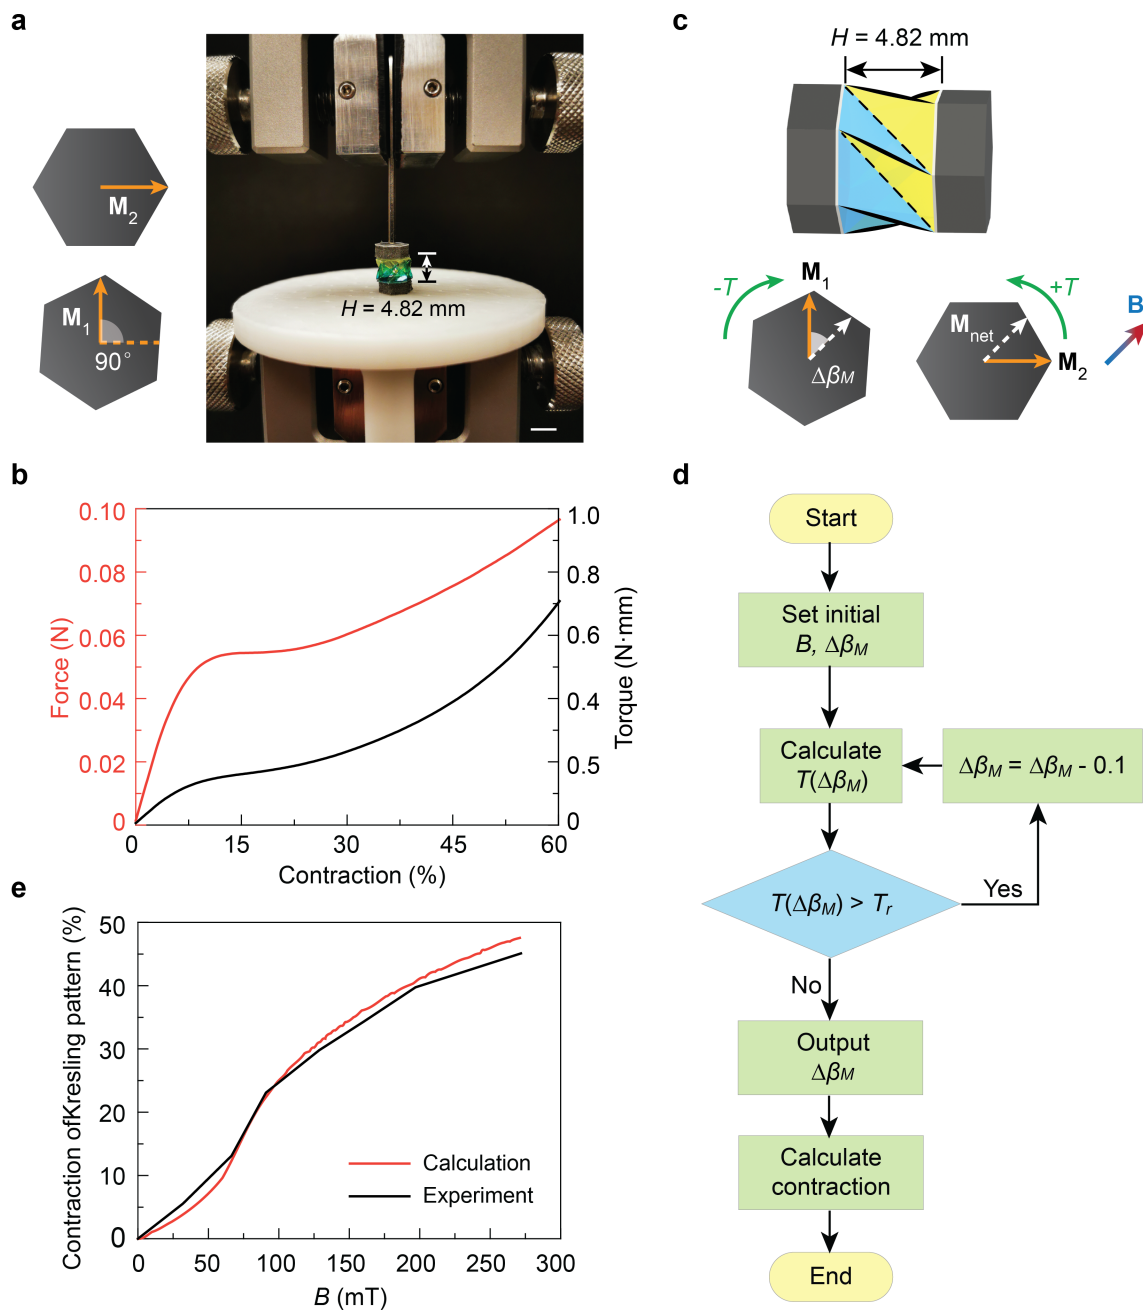 a
M2
M1
90°
H = 4.82 mm
c
H = 4.82 mm
-T
M1
ΔβM
+T
Mnet
M2
B
b
Force (N)
0.10
0.08
0.06
0.04
0.02
0
1.0
0.8
0.6
0.4
0.5
0
Torque (N·mm)
0
15
30
45
60
Contraction (%)
d
Start
Set initial
B, ΔβM
Calculate
T(ΔβM)
ΔβM = ΔβM - 0.1
T(ΔβM) > Tr
Yes
No
Output
ΔβM
Calculate
contraction
End
e
Contraction ofKresling pattern (%)
50
40
30
20
10
0
Calculation
Experiment
0
50
100
150
200
250
300
B (mT)